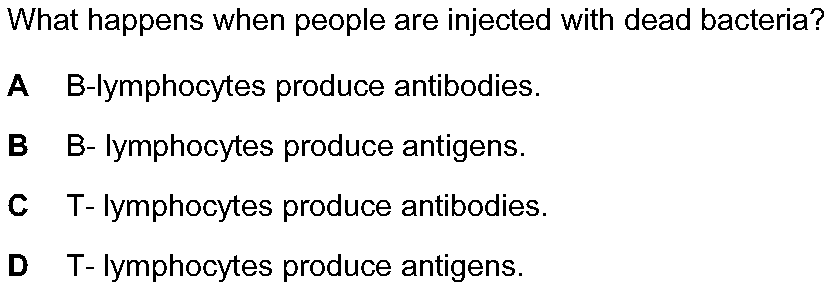 What happens when people are injected with dead bacteria?
A B-lymphocytes produce antibodies.
B B- lymphocytes produce antigens.
C T- lymphocytes produce antibodies.
D T- lymphocytes produce antigens.